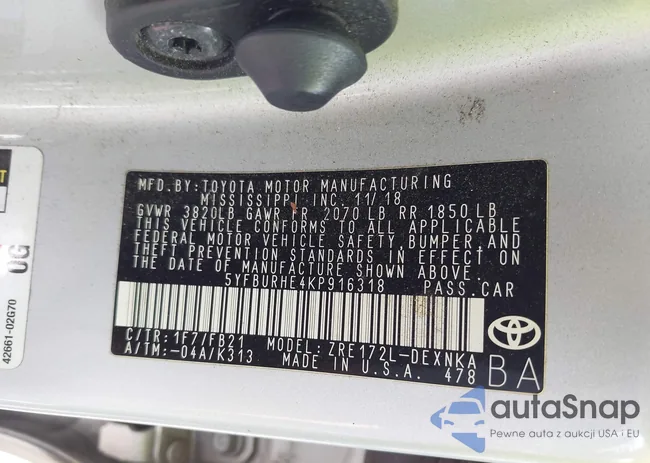 MFD. BY: TOYOTA MOTOR MANUFACTURING
MISSISSIPPI, INC. 11/18
GVWR 3820LB GAWR FR 2070 LB RR 1850 LB
THIS VEHICLE CONFORMS TO ALL APPLICABLE
FEDERAL MOTOR VEHICLE SAFETY, BUMPER, AND
THEFT PREVENTION STANDARDS IN EFFECT ON
THE DATE OF MANUFACTURE SHOWN ABOVE.
5YFBURHE4KP916318 PASS. CAR
C/TR: 1F7/FB21 MODEL: ZRE172L-DEXNKA
A/TM: -04A/K313 MADE IN U.S.A. 478
BA
UG
42661-02G70
autaSnap
Pewne auta z aukcji USA i EU